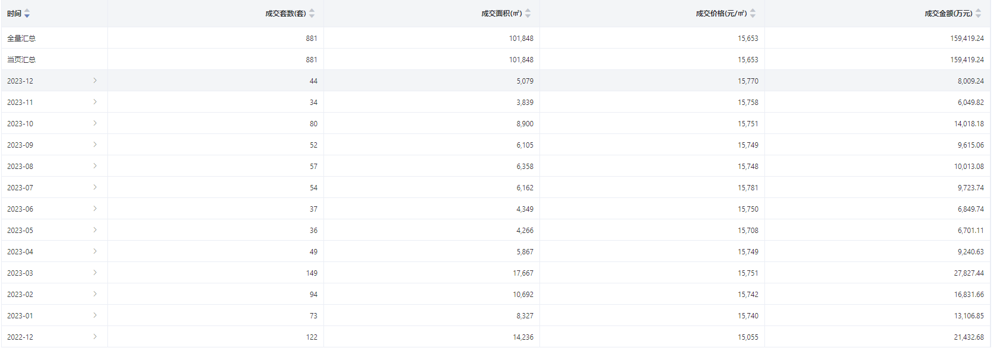 时间 成交套数(套) 成交面积(㎡) 成交价格(元/㎡) 成交金额(万元)
全量汇总 881 101,848 15,653 159,419.24
当页汇总 881 101,848 15,653 159,419.24
2023-12 44 5,079 15,770 8,009.24
2023-11 34 3,839 15,758 6,049.82
2023-10 80 8,900 15,751 14,018.18
2023-09 52 6,105 15,749 9,615.06
2023-08 57 6,358 15,748 10,013.08
2023-07 54 6,162 15,781 9,723.74
2023-06 37 4,349 15,750 6,849.74
2023-05 36 4,266 15,708 6,701.11
2023-04 49 5,867 15,749 9,240.63
2023-03 149 17,667 15,751 27,827.44
2023-02 94 10,692 15,742 16,831.66
2023-01 73 8,327 15,740 13,106.85
2022-12 122 14,236 15,055 21,432.68